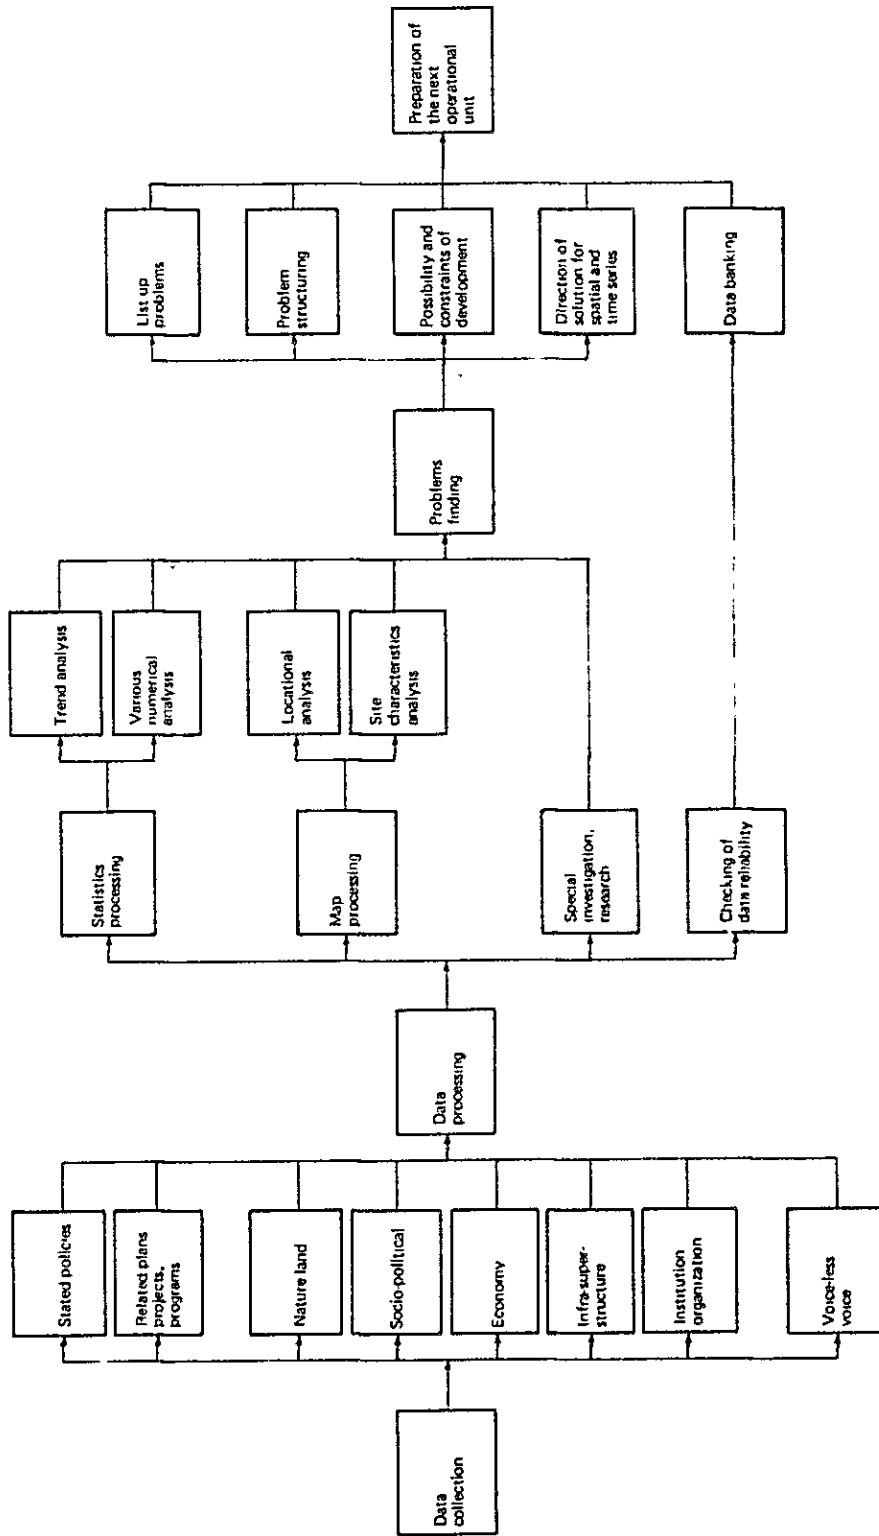 Data
collection
Stated policies
Related plans
projects,
programs
Nature land
Socio-political
Economy
Infra-super-
structure
Institution
organization
Voice-less
voice
Data
processing
Statistics
processing
Map
processing
Special
investigation,
research
Checking of
data reliability
Trend analysis
Various
numerical
analysis
Locational
analysis
Site
characteristics
analysis
Problems
finding
List up
problems
Problem
structuring
Possibility and
constraints of
development
Direction of
solution for
spatial and
time series
Data banking
Preparation of
the next
operational
unit